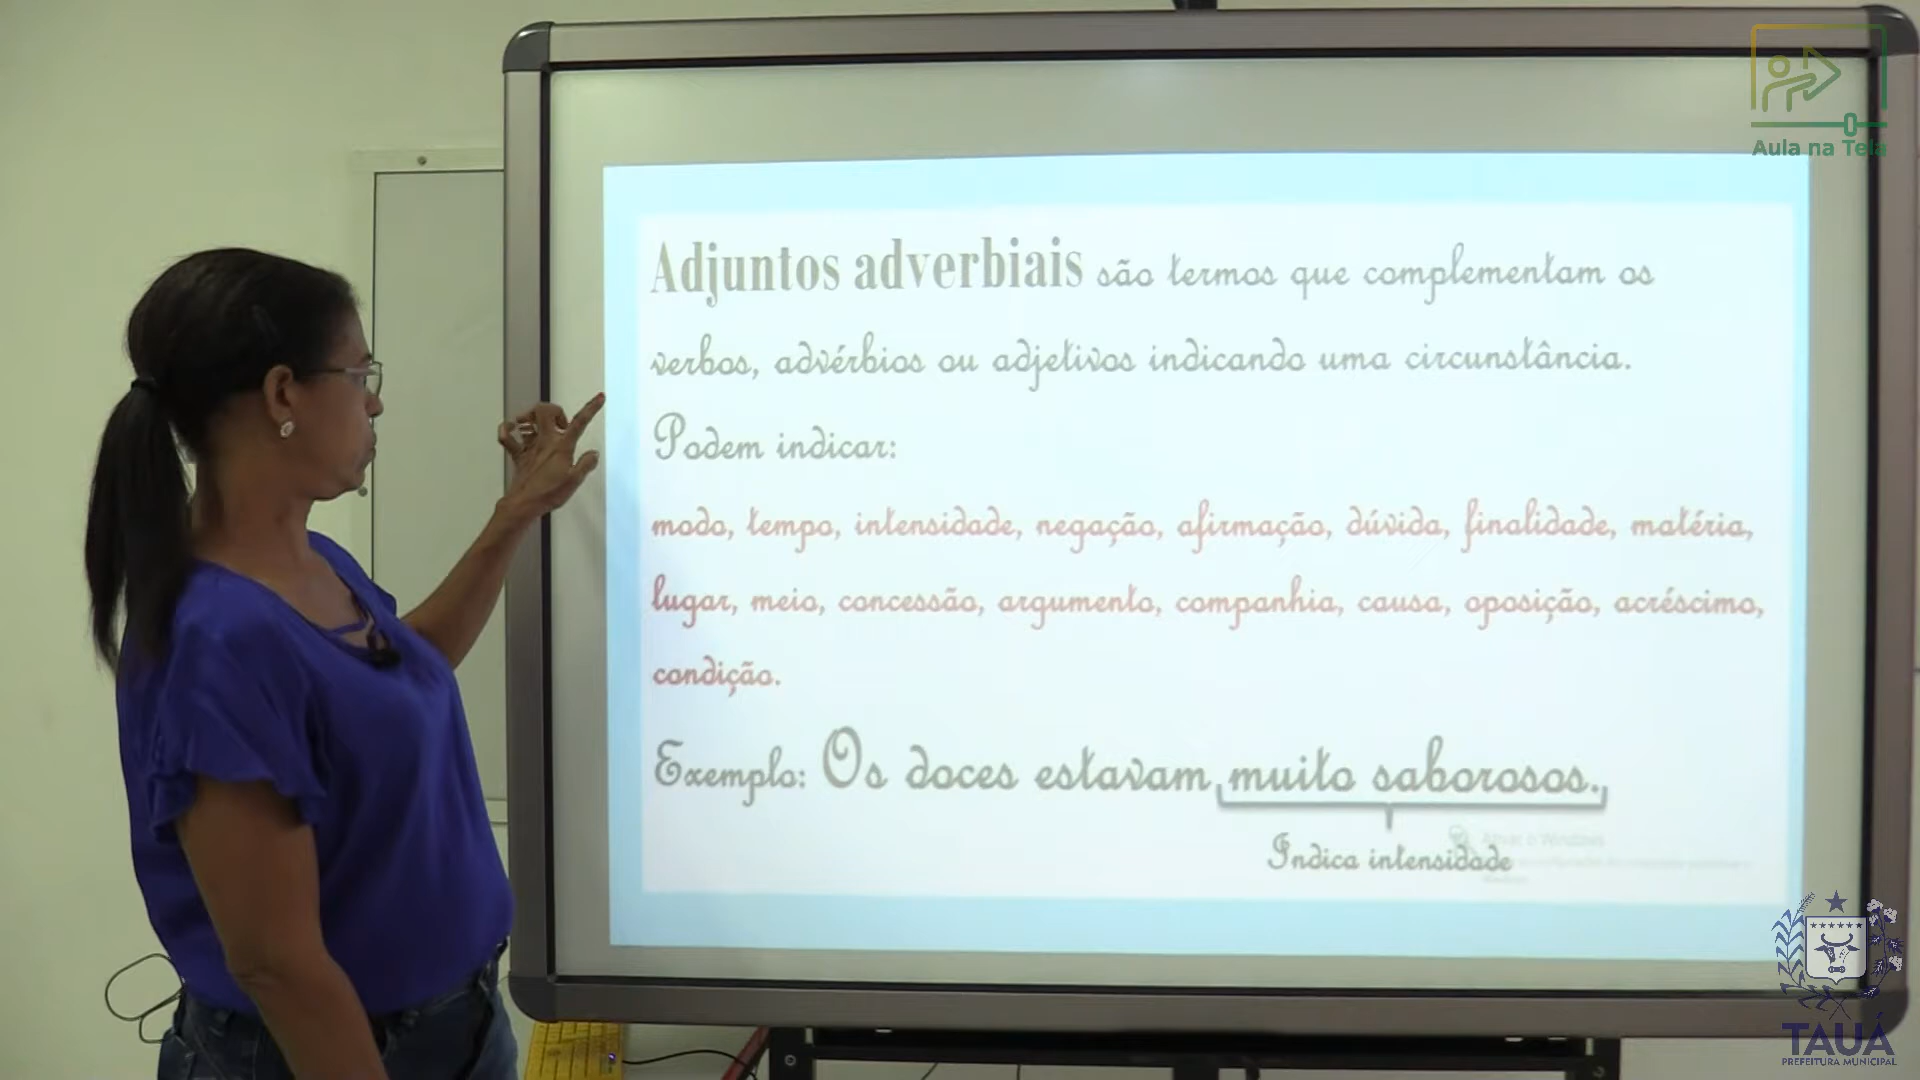 Aula na Tela
Adjuntos adverbiais são termos que complementam os
verbos, advérbios ou adjetivos indicando uma circunstância.
Podem indicar:
modo, tempo, intensidade, negação, afirmação, dúvida, finalidade, matéria,
lugar, meio, concessão, argumento, companhia, causa, oposição, acréscimo,
condição.
Exemplo: Os doces estavam muito saborosos.
Indica intensidade
TAUÁ
PREFEITURA MUNICIPAL